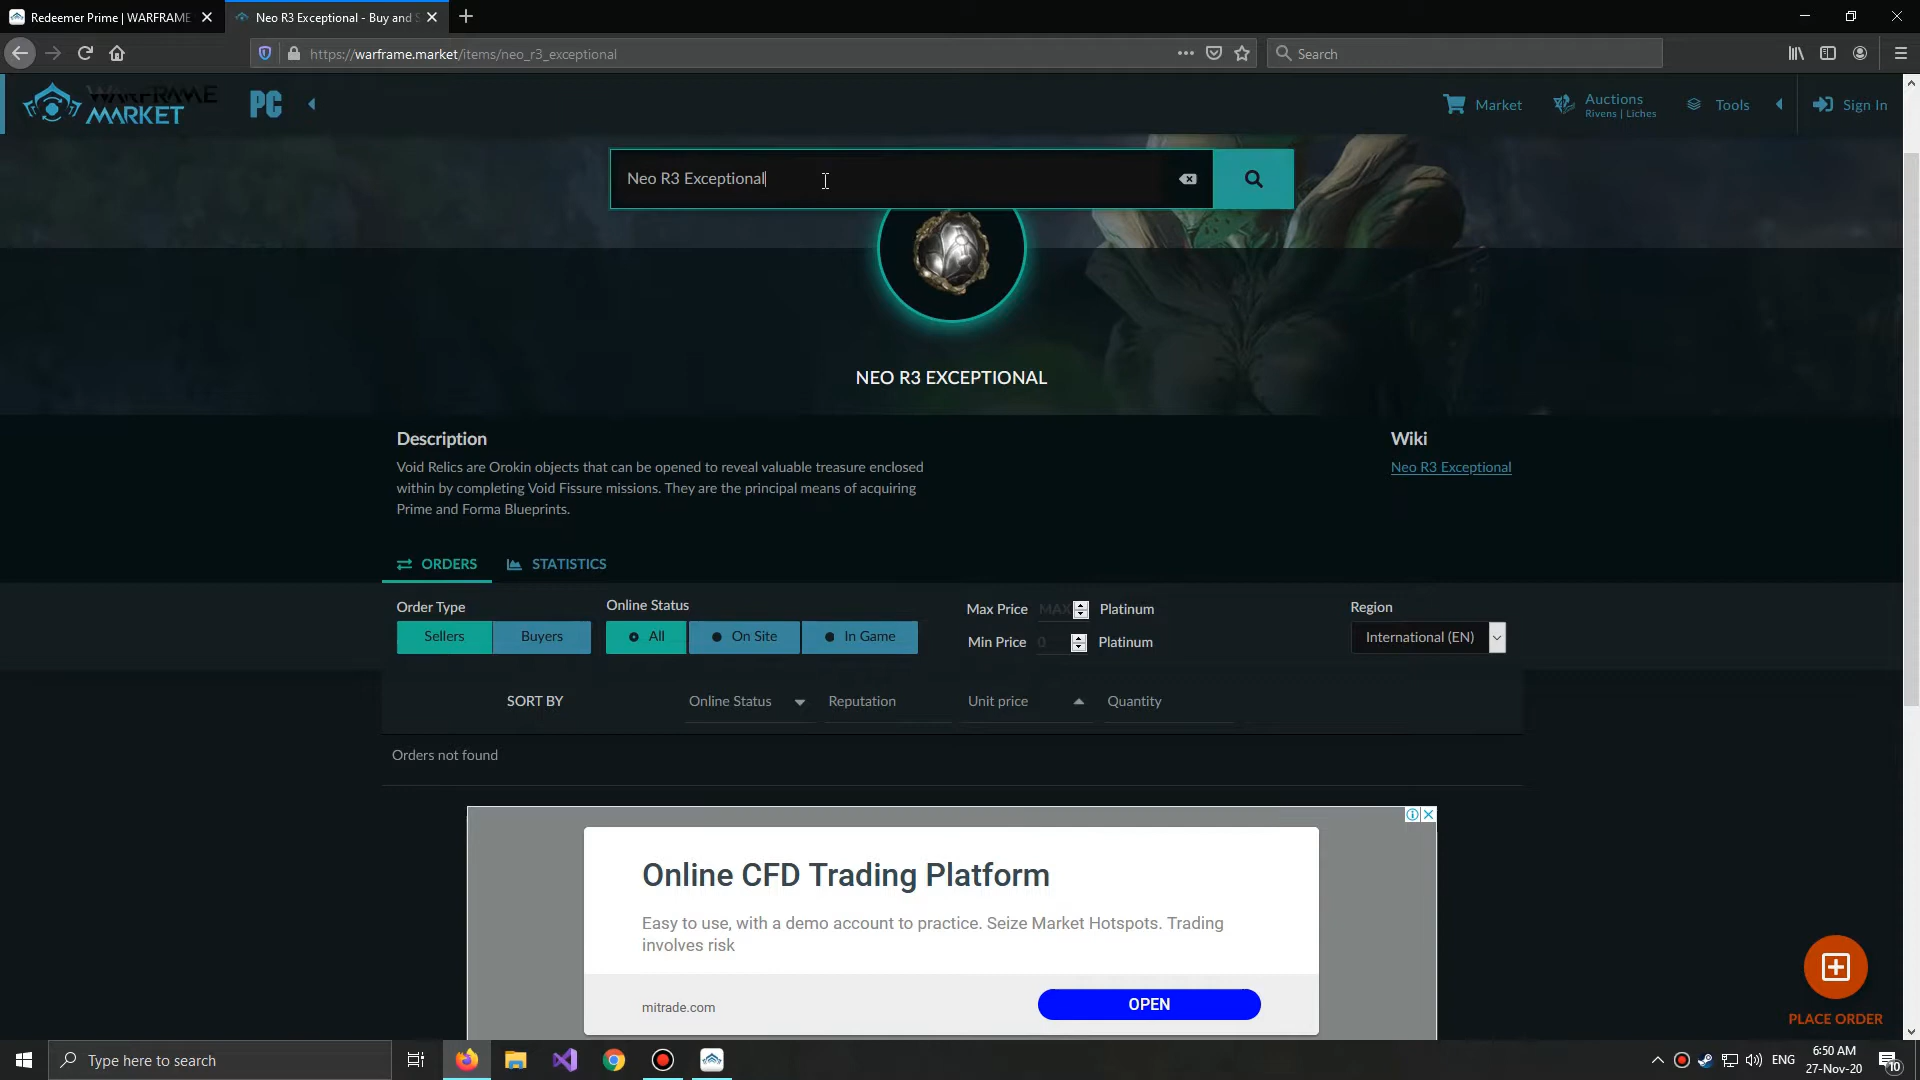 Redeemer Prime | WARFRAME
Neo R3 Exceptional - Buy and S
https://warframe.market/items/neo_r3_exceptional
Search
WARFRAME
MARKET
PC
Market
Auctions
Rivens | Liches
Tools
Sign In
Neo R3 Exceptional
NEO R3 EXCEPTIONAL
Description
Wiki
Void Relics are Orokin objects that can be opened to reveal valuable treasure enclosed
within by completing Void Fissure missions. They are the principal means of acquiring
Prime and Forma Blueprints.
Neo R3 Exceptional
ORDERS
STATISTICS
Order Type
Online Status
Max Price MAX Platinum
Region
Sellers
Buyers
All
On Site
In Game
Min Price 0 Platinum
International (EN)
SORT BY
Online Status
Reputation
Unit price
Quantity
Orders not found
Online CFD Trading Platform
Easy to use, with a demo account to practice. Seize Market Hotspots. Trading
involves risk
mitrade.com
OPEN
PLACE ORDER
Type here to search
ENG
6:50 AM
27-Nov-20
10